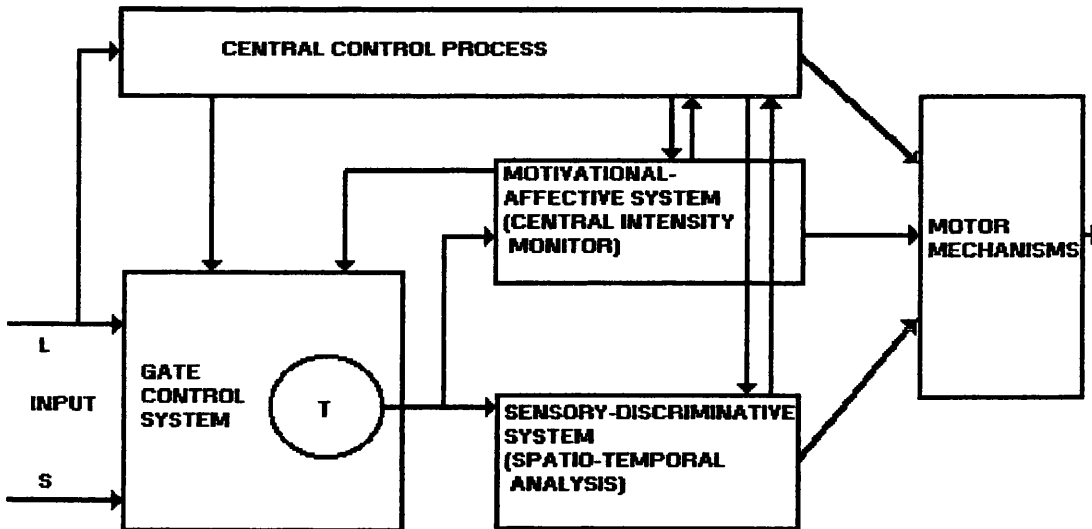 CENTRAL CONTROL PROCESS
MOTIVATIONAL-
AFFECTIVE SYSTEM
(CENTRAL INTENSITY
MONITOR)
MOTOR
MECHANISMS
L
INPUT
S
GATE
CONTROL
SYSTEM
T
SENSORY-DISCRIMINATIVE
SYSTEM
(SPATIO-TEMPORAL
ANALYSIS)